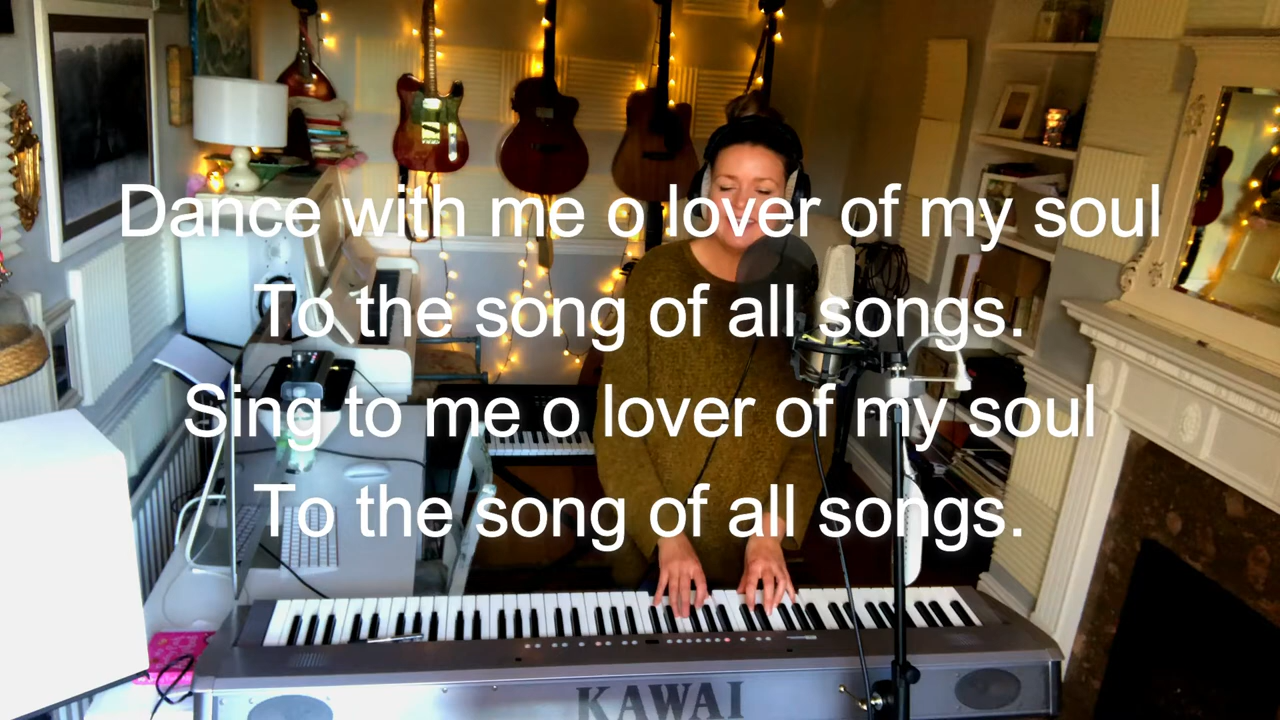 Dance with me o lover of my soul
To the song of all songs.
Sing to me o lover of my soul
To the song of all songs.
KAWAI